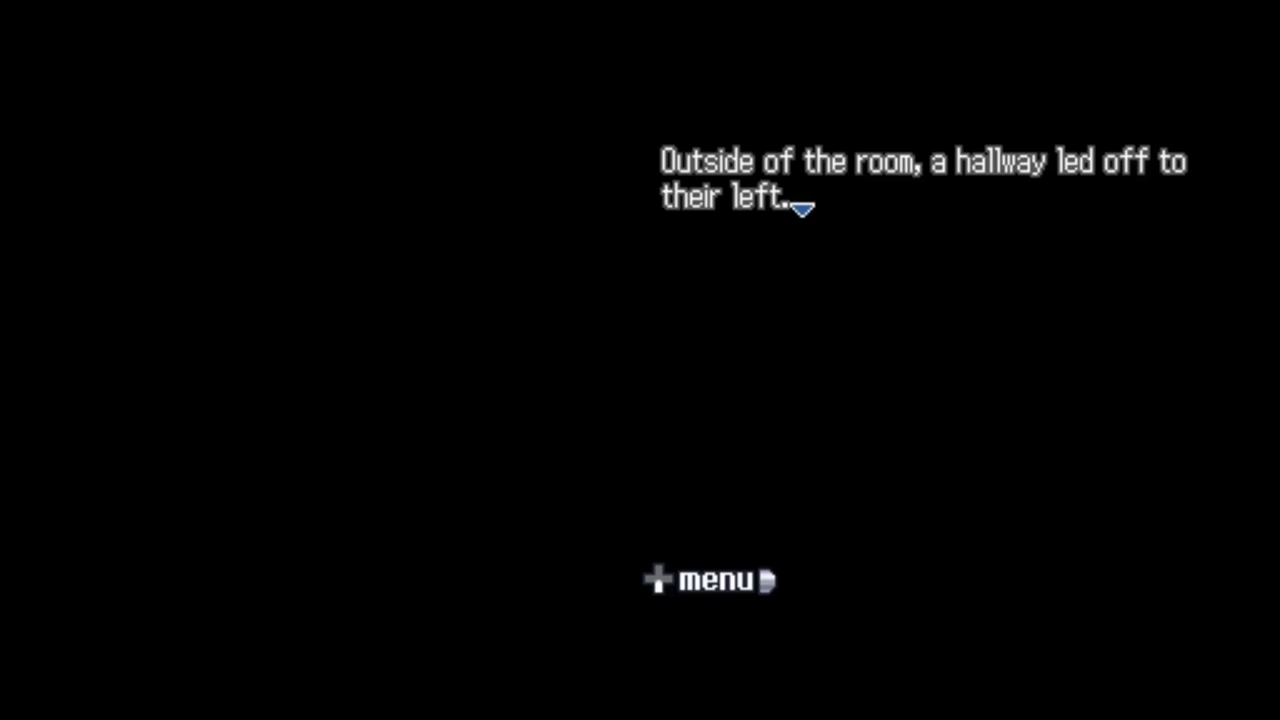 Outside of the room, a hallway led off to
their left.
menu